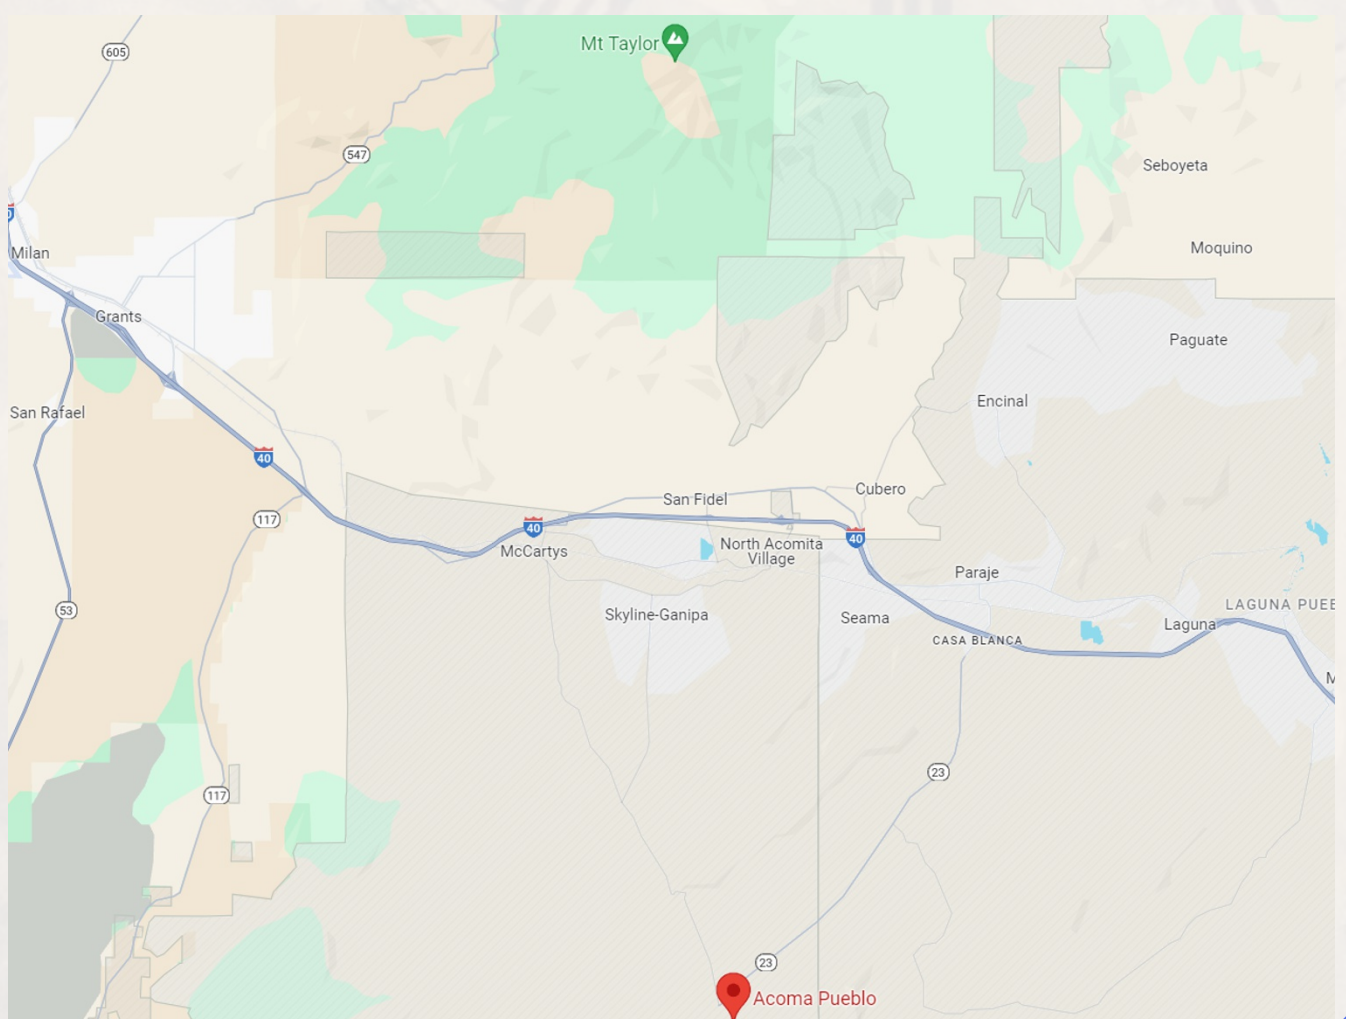 605
Mt Taylor
547
Seboyeta
Moquino
Milan
Grants
Paguate
San Rafael
Encinal
40
Cubero
San Fidel
117
40
40
McCartys
North Acomita
Village
Paraje
53
Skyline-Ganipa
Seama
LAGUNA PUEB
Laguna
CASA BLANCA
M
23
117
23
Acoma Pueblo